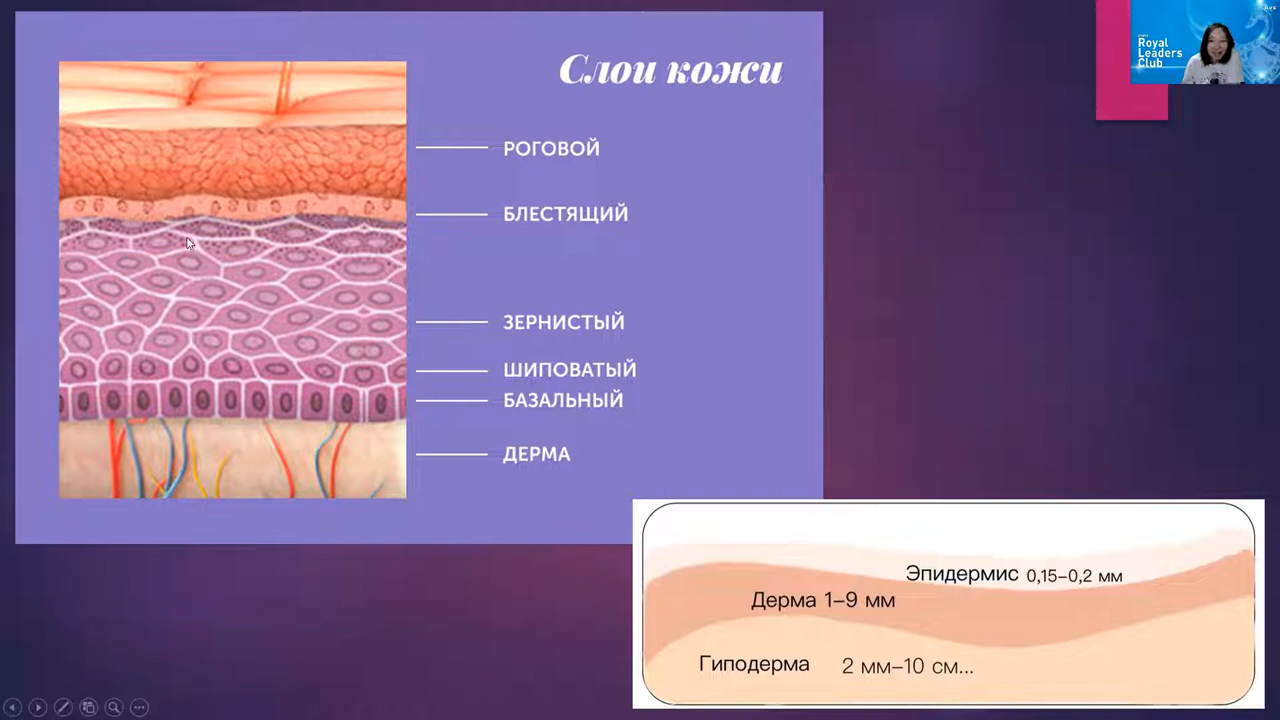 Слои кожи
РОГОВОЙ
БЛЕСТЯЩИЙ
ЗЕРНИСТЫЙ
ШИПОВАТЫЙ
БАЗАЛЬНЫЙ
ДЕРМА
Эпидермис 0,15–0,2 мм
Дерма 1–9 мм
Гиподерма 2 мм–10 см...
Royal
Leaders
Club